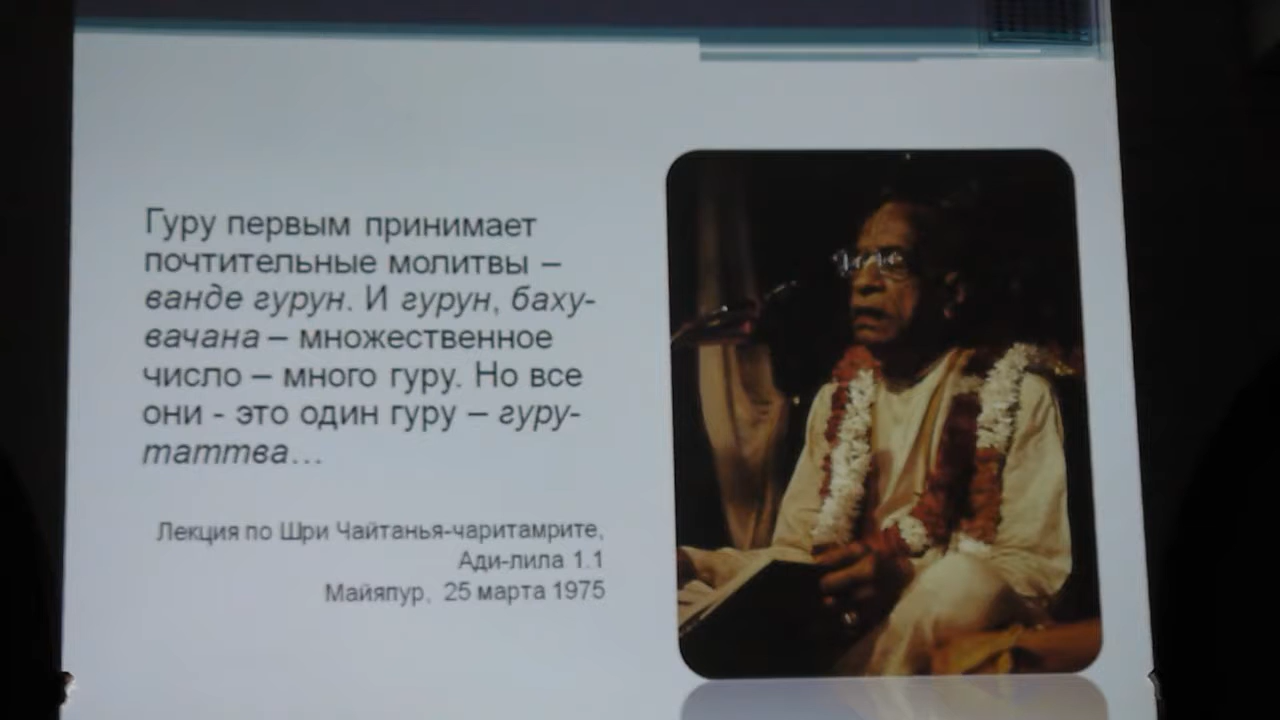 Гуру первым принимает
почтительные молитвы –
ванде гурун. И гурун, баху-
вачана – множественное
число – много гуру. Но все
они - это один гуру – гуру-
таттва…
Лекция по Шри Чайтанья-чаритамрите,
Ади-лила 1.1
Майяпур, 25 марта 1975